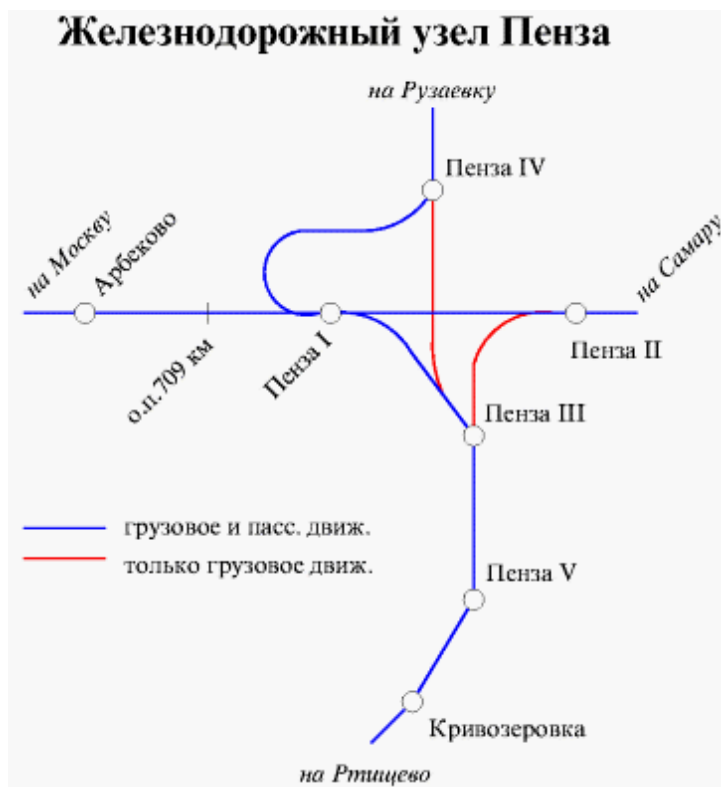 Железнодорожный узел Пенза
на Рузаевку
Пенза IV
на Москву
Арбеково
на Самару
о.п.709 км
Пенза I
Пенза II
Пенза III
грузовое и пасс. движ.
только грузовое движ.
Пенза V
Кривозеровка
на Ртищево